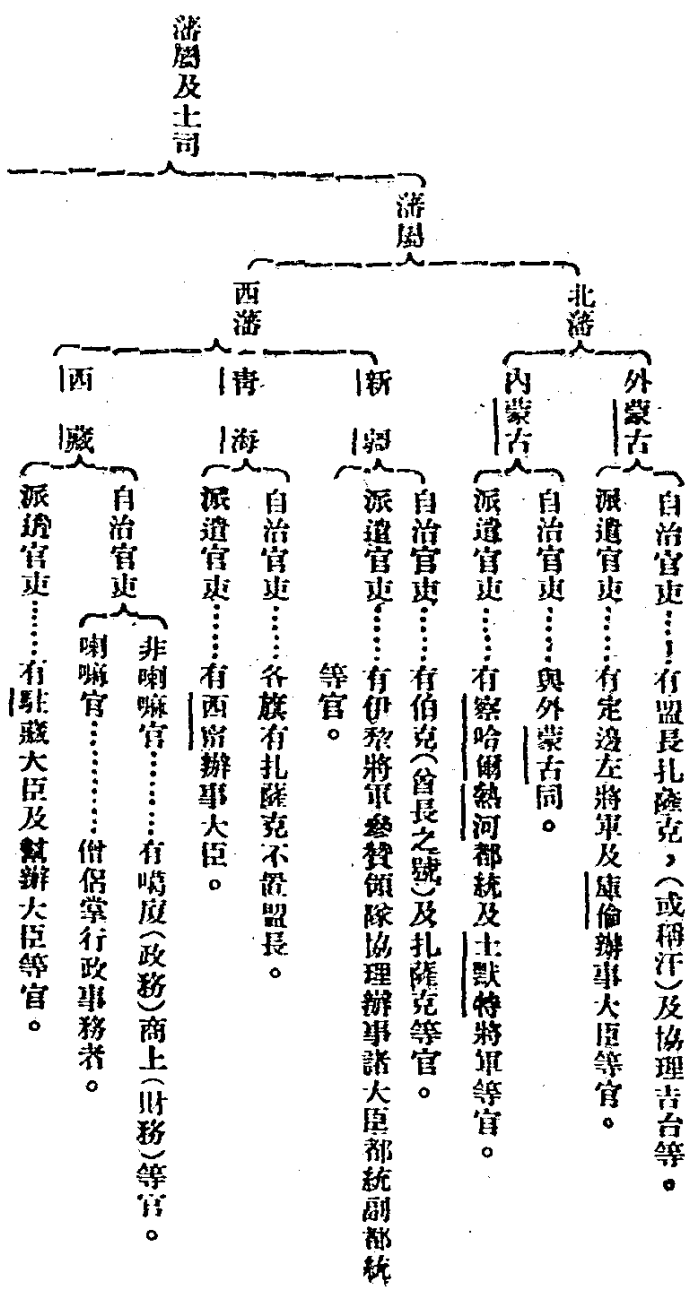 藩屬及土司
藩屬
北藩
外蒙古
自治官吏……有盟長扎薩克，（或稱汗）及協理吉台等。
派遣官吏……有定邊左將軍及庫倫辦事大臣等官。
內蒙古
自治官吏……與外蒙古同。
派遣官吏……有察哈爾熱河都統及土默特將軍等官。
西藩
新疆
自治官吏……有伯克（酋長之號）及扎薩克等官。
派遣官吏……有伊犂將軍參贊領隊協理辦事諸大臣都統副都統
等官。
青海
自治官吏……各旗有扎薩克不置盟長。
派遣官吏……有西甯辦事大臣。
西藏
自治官吏
非喇嘛官………有噶廈（政務）商上（財務）等官。
喇嘛官…………僧侶掌行政事務者。
派遣官吏……有駐藏大臣及幫辦大臣等官。